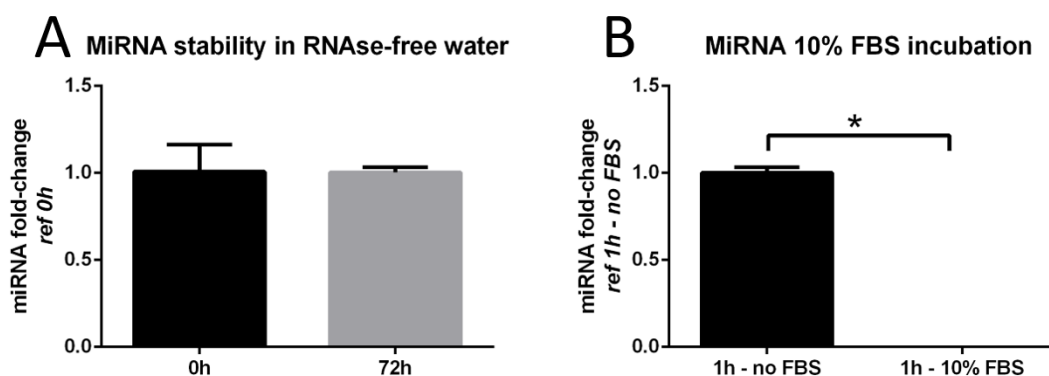 A MiRNA stability in RNAse-free water
miRNA fold-change
ref 0h
1.5
1.0
0.5
0.0
0h 72h
B MiRNA 10% FBS incubation
miRNA fold-change
ref 1h - no FBS
1.5
1.0
0.5
0.0
*
1h - no FBS 1h - 10% FBS